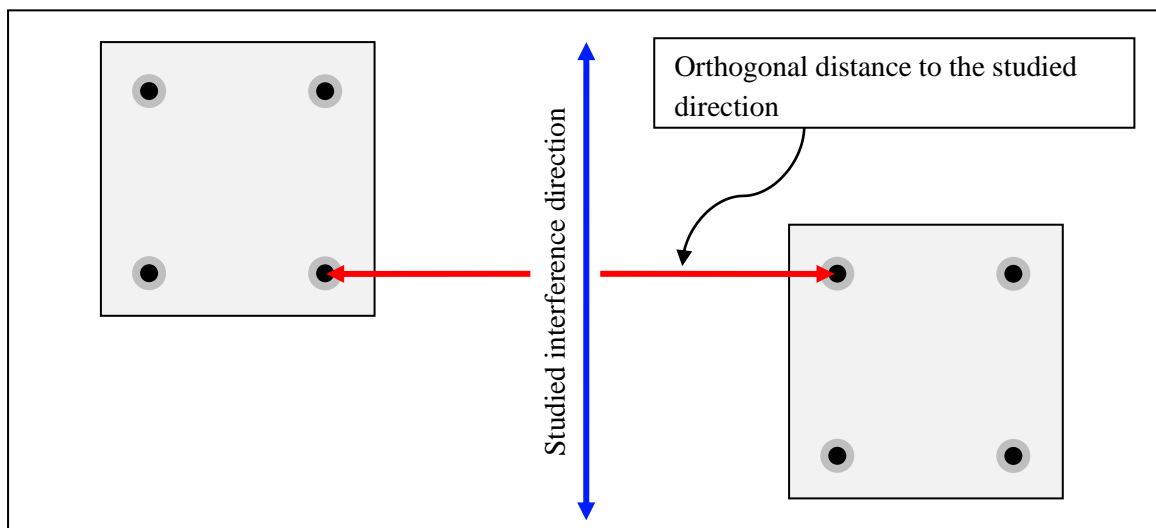 Orthogonal distance to the studied
direction
Studied interference direction